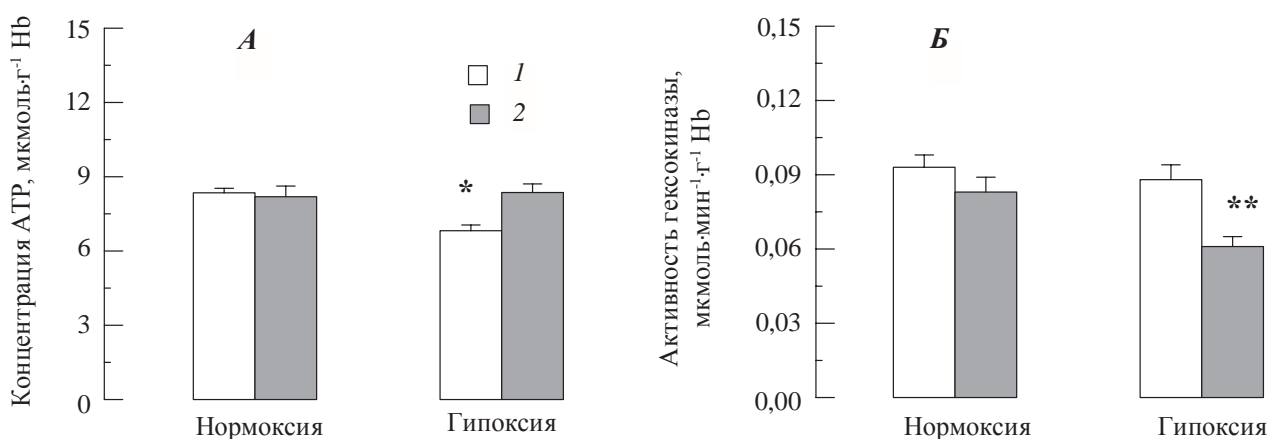 Концентрация АТР, мкмоль·г⁻¹ Hb
15
12
9
6
3
0
А
1
2
*
Нормоксия
Гипоксия
Активность гексокиназы,
мкмоль·мин⁻¹·г⁻¹ Hb
0,15
0,12
0,09
0,06
0,03
0,00
Б
**
Нормоксия
Гипоксия